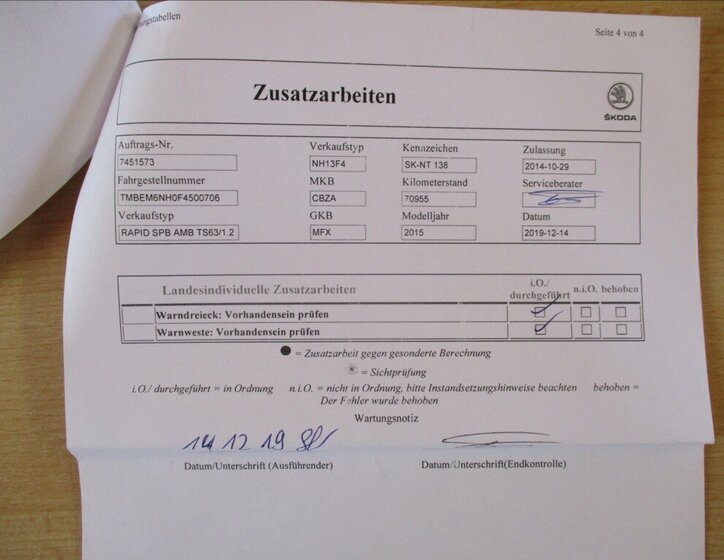 Seite 4 von 4
Zusatzarbeiten
ŠKODA
Auftrags-Nr. Verkaufstyp Kennzeichen Zulassung
7451573 NH13F4 SK-NT 138 2014-10-29
Fahrgestellnummer MKB Kilometerstand Serviceberater
TMBEM6NH0F4500706 CBZA 70955
Verkaufstyp GKB Modelljahr Datum
RAPID SPB AMB TS63/1.2 MFX 2015 2019-12-14
Landesindividuelle Zusatzarbeiten i.O./ durchgeführt n.i.O. behoben
Warndreieck: Vorhandensein prüfen
Warnweste: Vorhandensein prüfen
= Zusatzarbeit gegen gesonderte Berechnung
= Sichtprüfung
i.O./ durchgeführt = in Ordnung n.i.O. = nicht in Ordnung, bitte Instandsetzungshinweise beachten behoben =
Der Fehler wurde behoben
Wartungsnotiz
14 12 19
Datum/Unterschrift (Ausführender) Datum/Unterschrift(Endkontrolle)